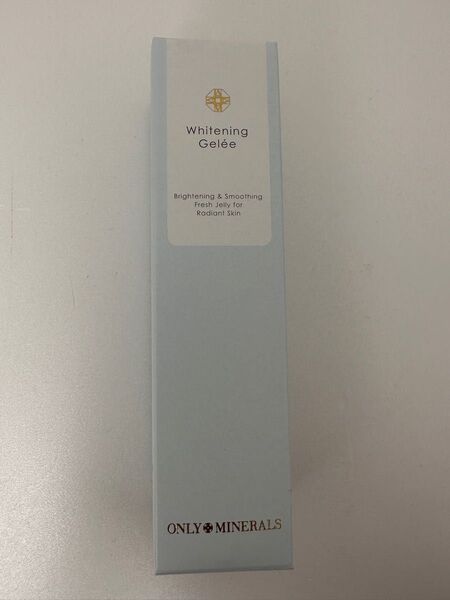 Whitening
Gelée
Brightening & Smoothing
Fresh Jelly for
Radiant Skin
ONLY MINERALS